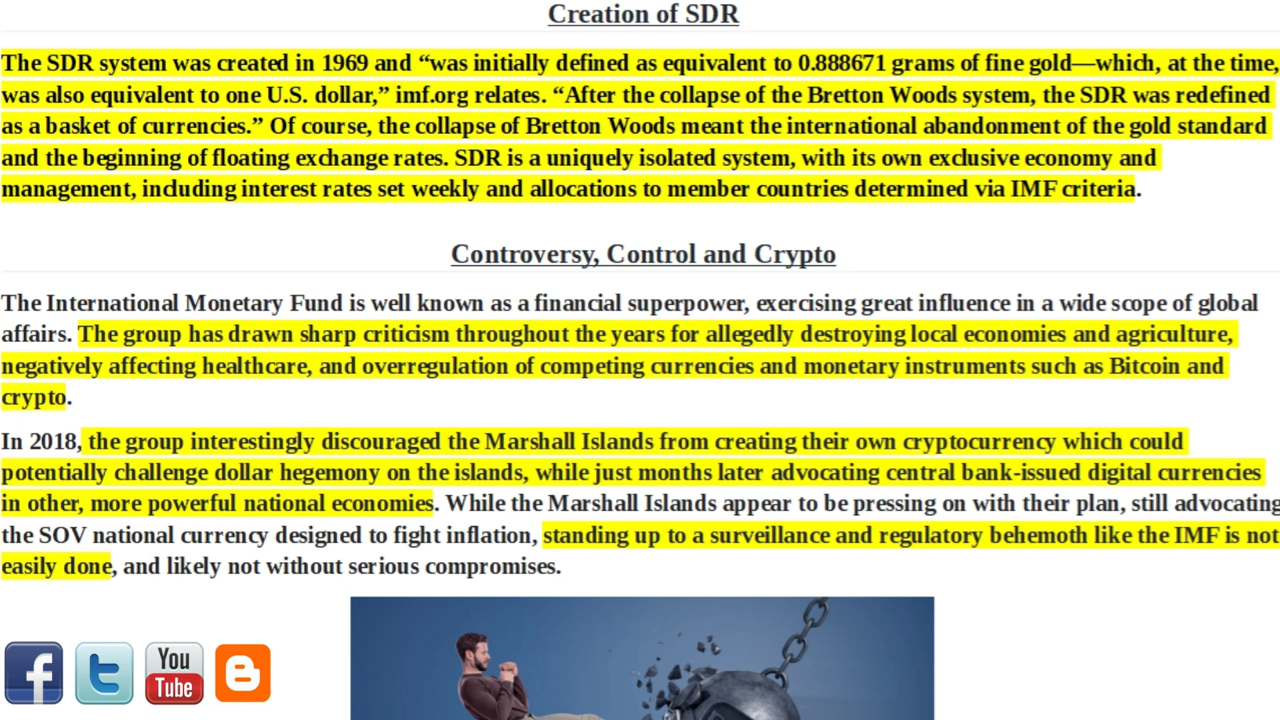 Creation of SDR
The SDR system was created in 1969 and “was initially defined as equivalent to 0.888671 grams of fine gold—which, at the time,
was also equivalent to one U.S. dollar,” imf.org relates. “After the collapse of the Bretton Woods system, the SDR was redefined
as a basket of currencies.” Of course, the collapse of Bretton Woods meant the international abandonment of the gold standard
and the beginning of floating exchange rates. SDR is a uniquely isolated system, with its own exclusive economy and
management, including interest rates set weekly and allocations to member countries determined via IMF criteria.
Controversy, Control and Crypto
The International Monetary Fund is well known as a financial superpower, exercising great influence in a wide scope of global
affairs. The group has drawn sharp criticism throughout the years for allegedly destroying local economies and agriculture,
negatively affecting healthcare, and overregulation of competing currencies and monetary instruments such as Bitcoin and
crypto.
In 2018, the group interestingly discouraged the Marshall Islands from creating their own cryptocurrency which could
potentially challenge dollar hegemony on the islands, while just months later advocating central bank-issued digital currencies
in other, more powerful national economies. While the Marshall Islands appear to be pressing on with their plan, still advocating
the SOV national currency designed to fight inflation, standing up to a surveillance and regulatory behemoth like the IMF is not
easily done, and likely not without serious compromises.
You
Tube